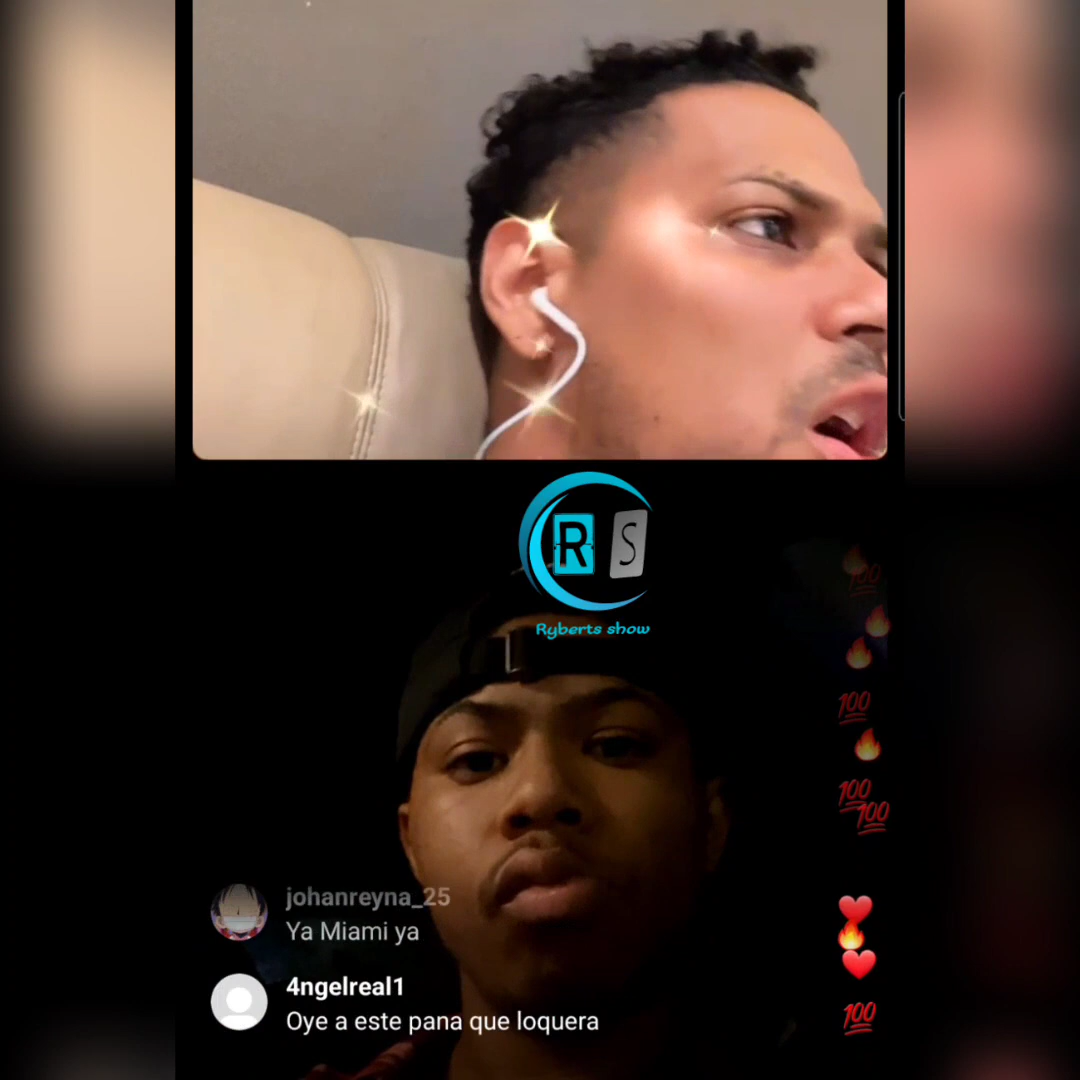 R S
Ryberts show
johanreyna_25
Ya Miami ya
4ngelreal1
Oye a este pana que loquera